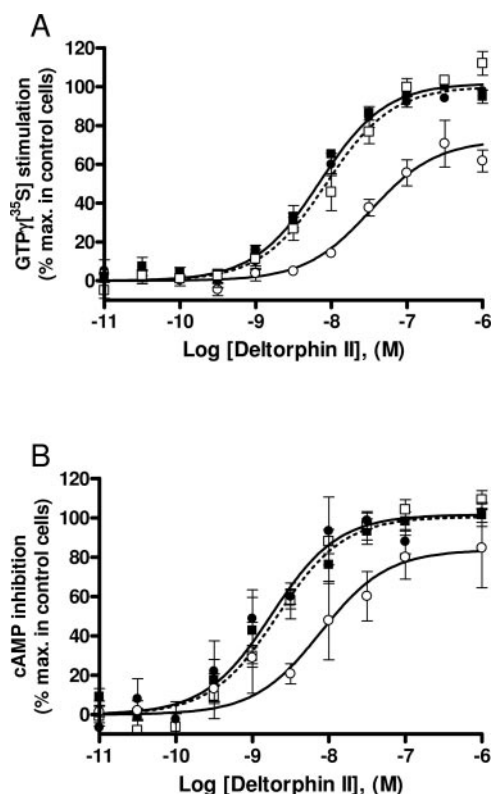 A
GTPγ[³⁵S] stimulation
(% max. in control cells)
120
100
80
60
40
20
0
-11 -10 -9 -8 -7 -6
Log [Deltorphin II], (M)
B
cAMP inhibition
(% max. in control cells)
120
100
80
60
40
20
0
-11 -10 -9 -8 -7 -6
Log [Deltorphin II], (M)